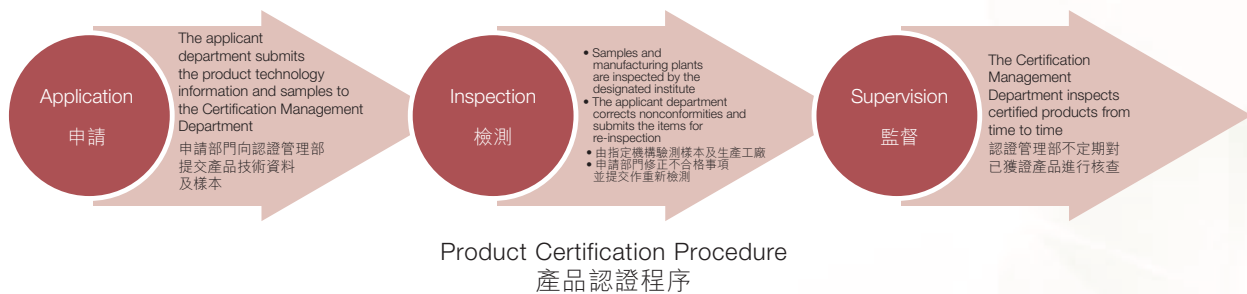 Application
申請
The applicant
department submits
the product technology
information and samples to
the Certification Management
Department
申請部門向認證管理部
提交產品技術資料
及樣本
Inspection
檢測
• Samples and
manufacturing plants
are inspected by the
designated institute
• The applicant department
corrects nonconformities and
submits the items for
re-inspection
• 由指定機構驗測樣本及生產工廠
• 申請部門修正不合格事項
並提交作重新檢測
Supervision
監督
The Certification
Management
Department inspects
certified products from
time to time
認證管理部不定期對
已獲證產品進行核查
Product Certification Procedure
產品認證程序